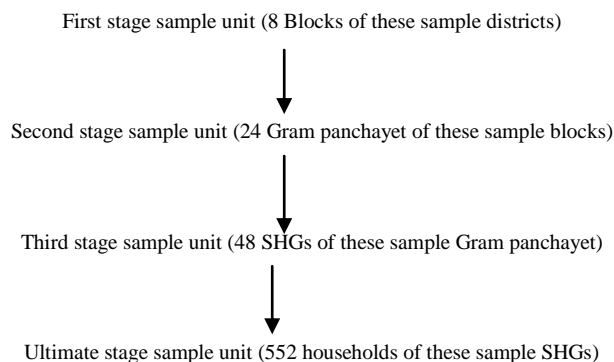 First stage sample unit (8 Blocks of these sample districts)
Second stage sample unit (24 Gram panchayet of these sample blocks)
Third stage sample unit (48 SHGs of these sample Gram panchayet)
Ultimate stage sample unit (552 households of these sample SHGs)